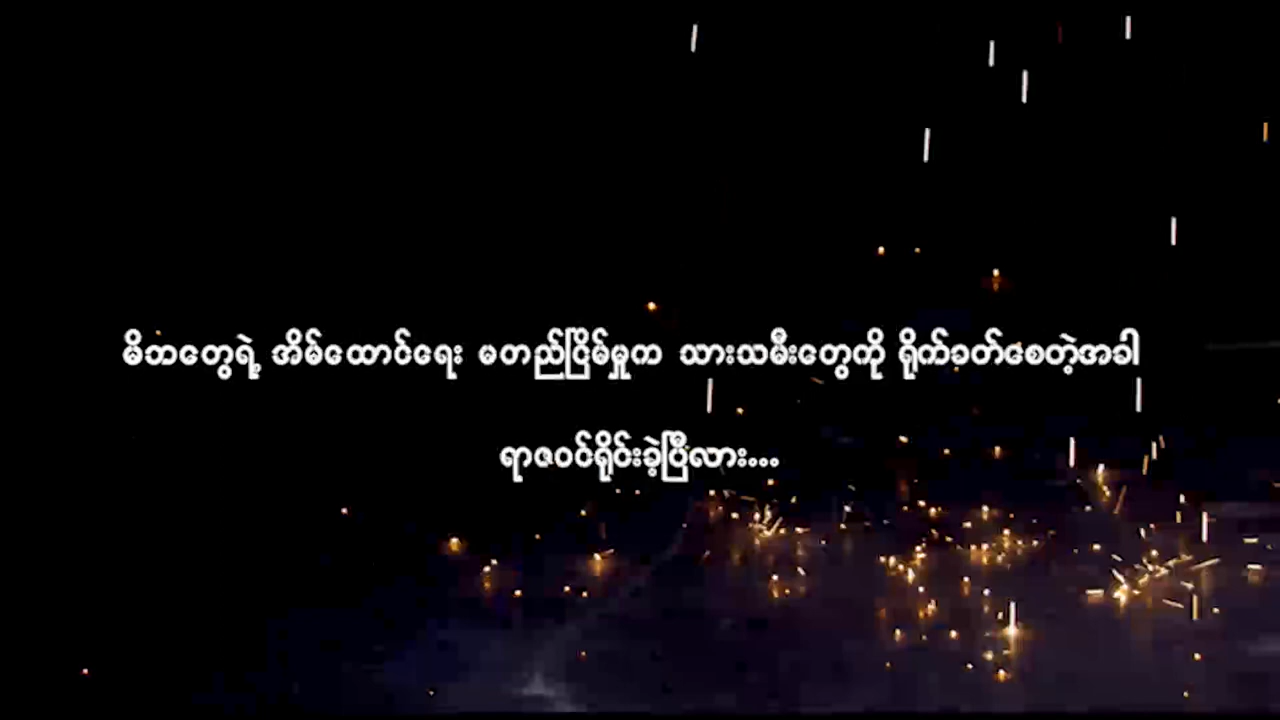 မိဘတွေရဲ့ အိမ်ထောင်ရေး မတည်ငြိမ်မှုက သားသမီးတွေကို ရိုက်ခတ်စေတဲ့အခါ
ရာဇဝင်ရိုင်းခဲ့ပြီလား...